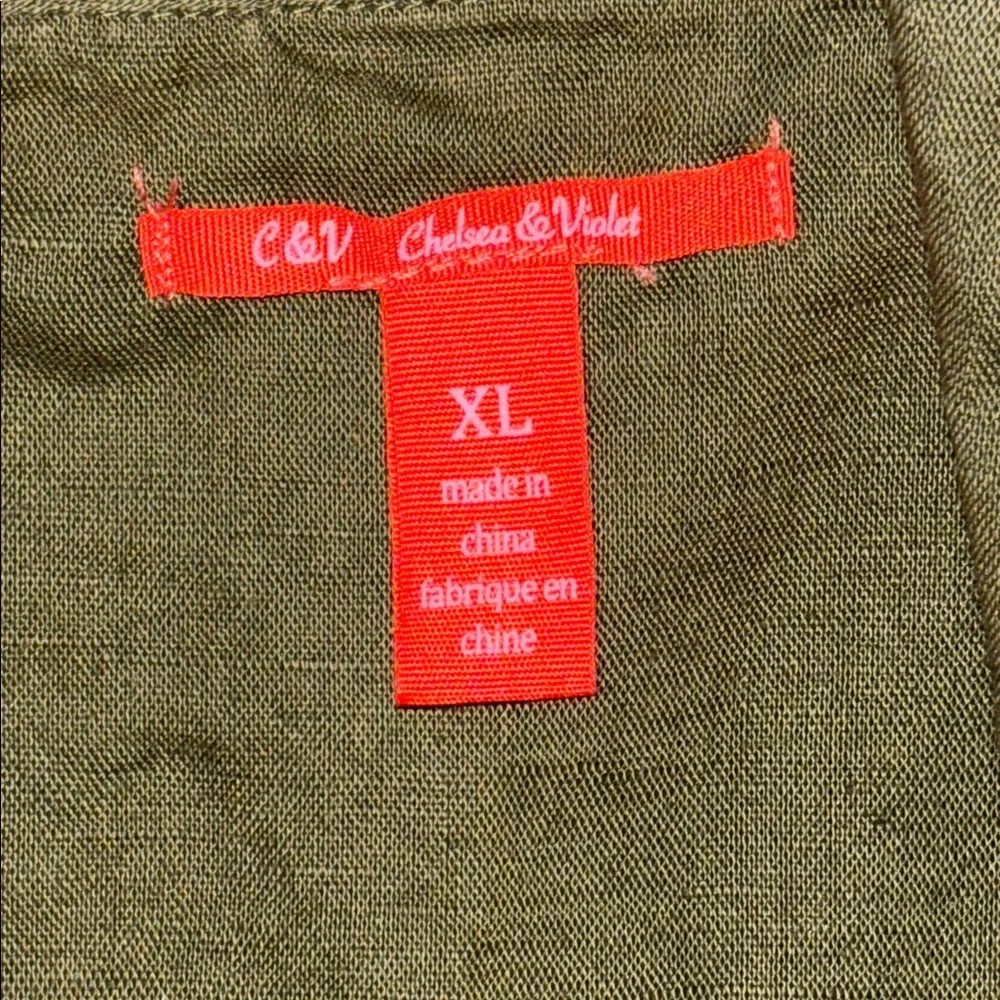 C&V Chelsea & Violet
XL
made in
china
fabrique en
chine